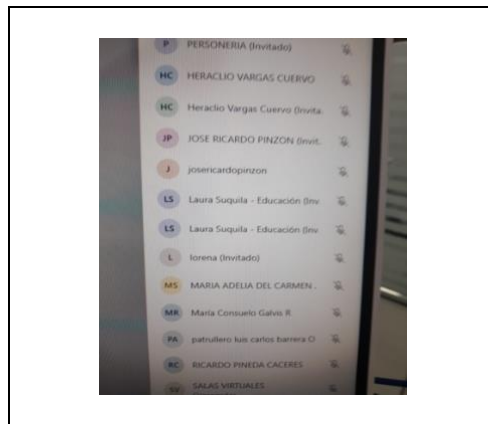 P PERSONERIA (Invitado)
HC HERACLIO VARGAS CUERVO
HC Heraclio Vargas Cuervo (Invita.
JP JOSE RICARDO PINZON (Invit.
J josericardopinzon
LS Laura Suquila - Educación (Inv
LS Laura Suquila - Educación (Inv
L lorena (Invitado)
MS MARIA ADELIA DEL CARMEN .
MR María Consuelo Galvis R
PA patrullero luis carlos barrera O
RC RICARDO PINEDA CACERES
SV SALAS VIRTUALES